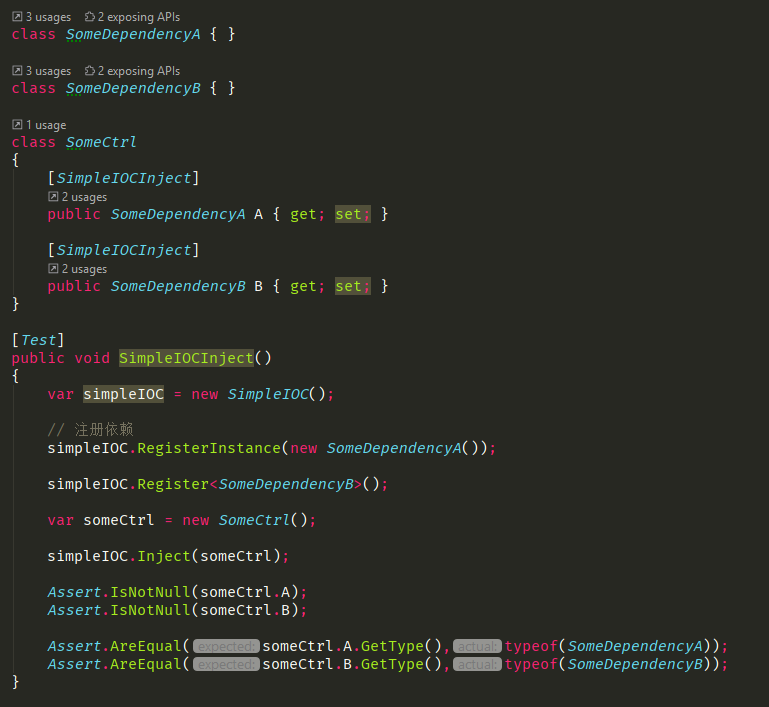 3 usages 2 exposing APIs
class SomeDependencyA { }
3 usages 2 exposing APIs
class SomeDependencyB { }
1 usage
class SomeCtrl
{
[SimpleIOCInject]
2 usages
public SomeDependencyA A { get; set; }
[SimpleIOCInject]
2 usages
public SomeDependencyB B { get; set; }
}
[Test]
public void SimpleIOCInject()
{
var simpleIOC = new SimpleIOC();
// 注册依赖
simpleIOC.RegisterInstance(new SomeDependencyA());
simpleIOC.Register<SomeDependencyB>();
var someCtrl = new SomeCtrl();
simpleIOC.Inject(someCtrl);
Assert.IsNotNull(someCtrl.A);
Assert.IsNotNull(someCtrl.B);
Assert.AreEqual(expected: someCtrl.A.GetType(), actual: typeof(SomeDependencyA));
Assert.AreEqual(expected: someCtrl.B.GetType(), actual: typeof(SomeDependencyB));
}